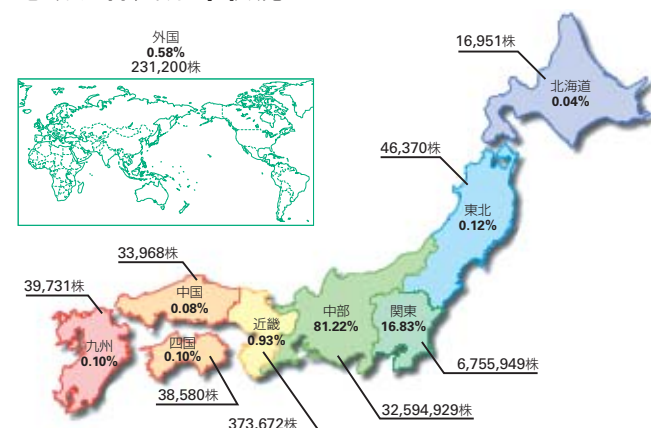 外国
0.58%
231,200株
16,951株
北海道
0.04%
46,370株
東北
0.12%
33,968株
39,731株
中国
0.08%
中部
81.22%
関東
16.83%
近畿
0.93%
四国
0.10%
九州
0.10%
6,755,949株
38,580株
32,594,929株
373,672株